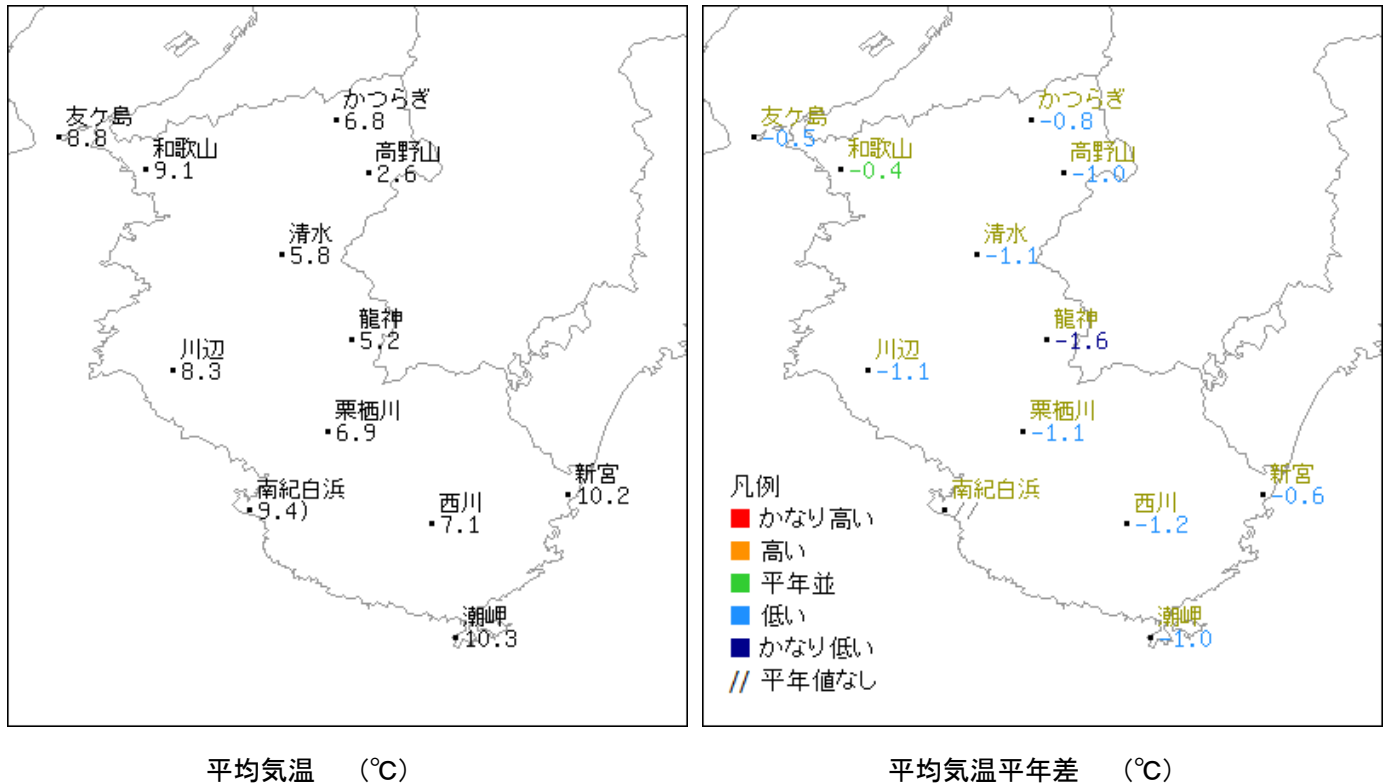 かつらぎ
6.8
友ケ島
8.8
和歌山
9.1
高野山
2.6
清水
5.8
龍神
5.2
川辺
8.3
栗栖川
6.9
新宮
10.2
南紀白浜
9.4)
西川
7.1
潮岬
10.3
平均気温 (℃)
かつらぎ
-0.8
友ケ島
-0.5
和歌山
-0.4
高野山
-1.0
清水
-1.1
龍神
-1.6
川辺
-1.1
栗栖川
-1.1
新宮
-0.6
南紀白浜
//
西川
-1.2
潮岬
-1.0
凡例
かなり高い
高い
平年並
低い
かなり低い
// 平年値なし
平均気温平年差 (℃)